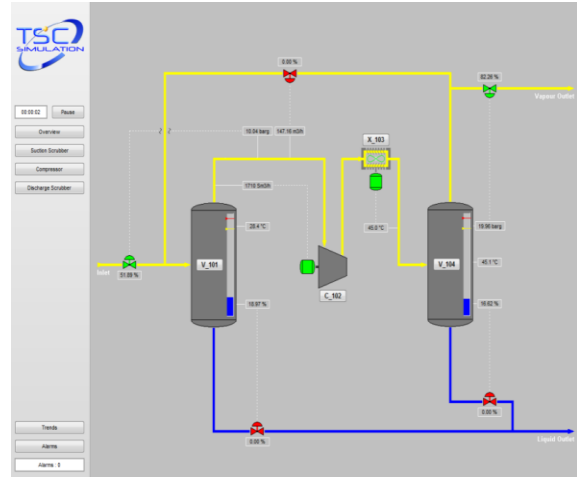 TSC
SIMULATION
00:00:02
Pause
Overview
Suction Scrubber
Compressor
Discharge Scrubber
Trends
Alarms
Alarms : 0
0.00 %
82.26 %
Vapour Outlet
10.04 barg
147.16 m3/h
X_103
1718 Sm3/h
28.4 °C
45.0 °C
19.96 barg
V_101
V_104
45.1 °C
Inlet
51.89 %
C_102
18.97 %
16.62 %
0.00 %
0.00 %
Liquid Outlet